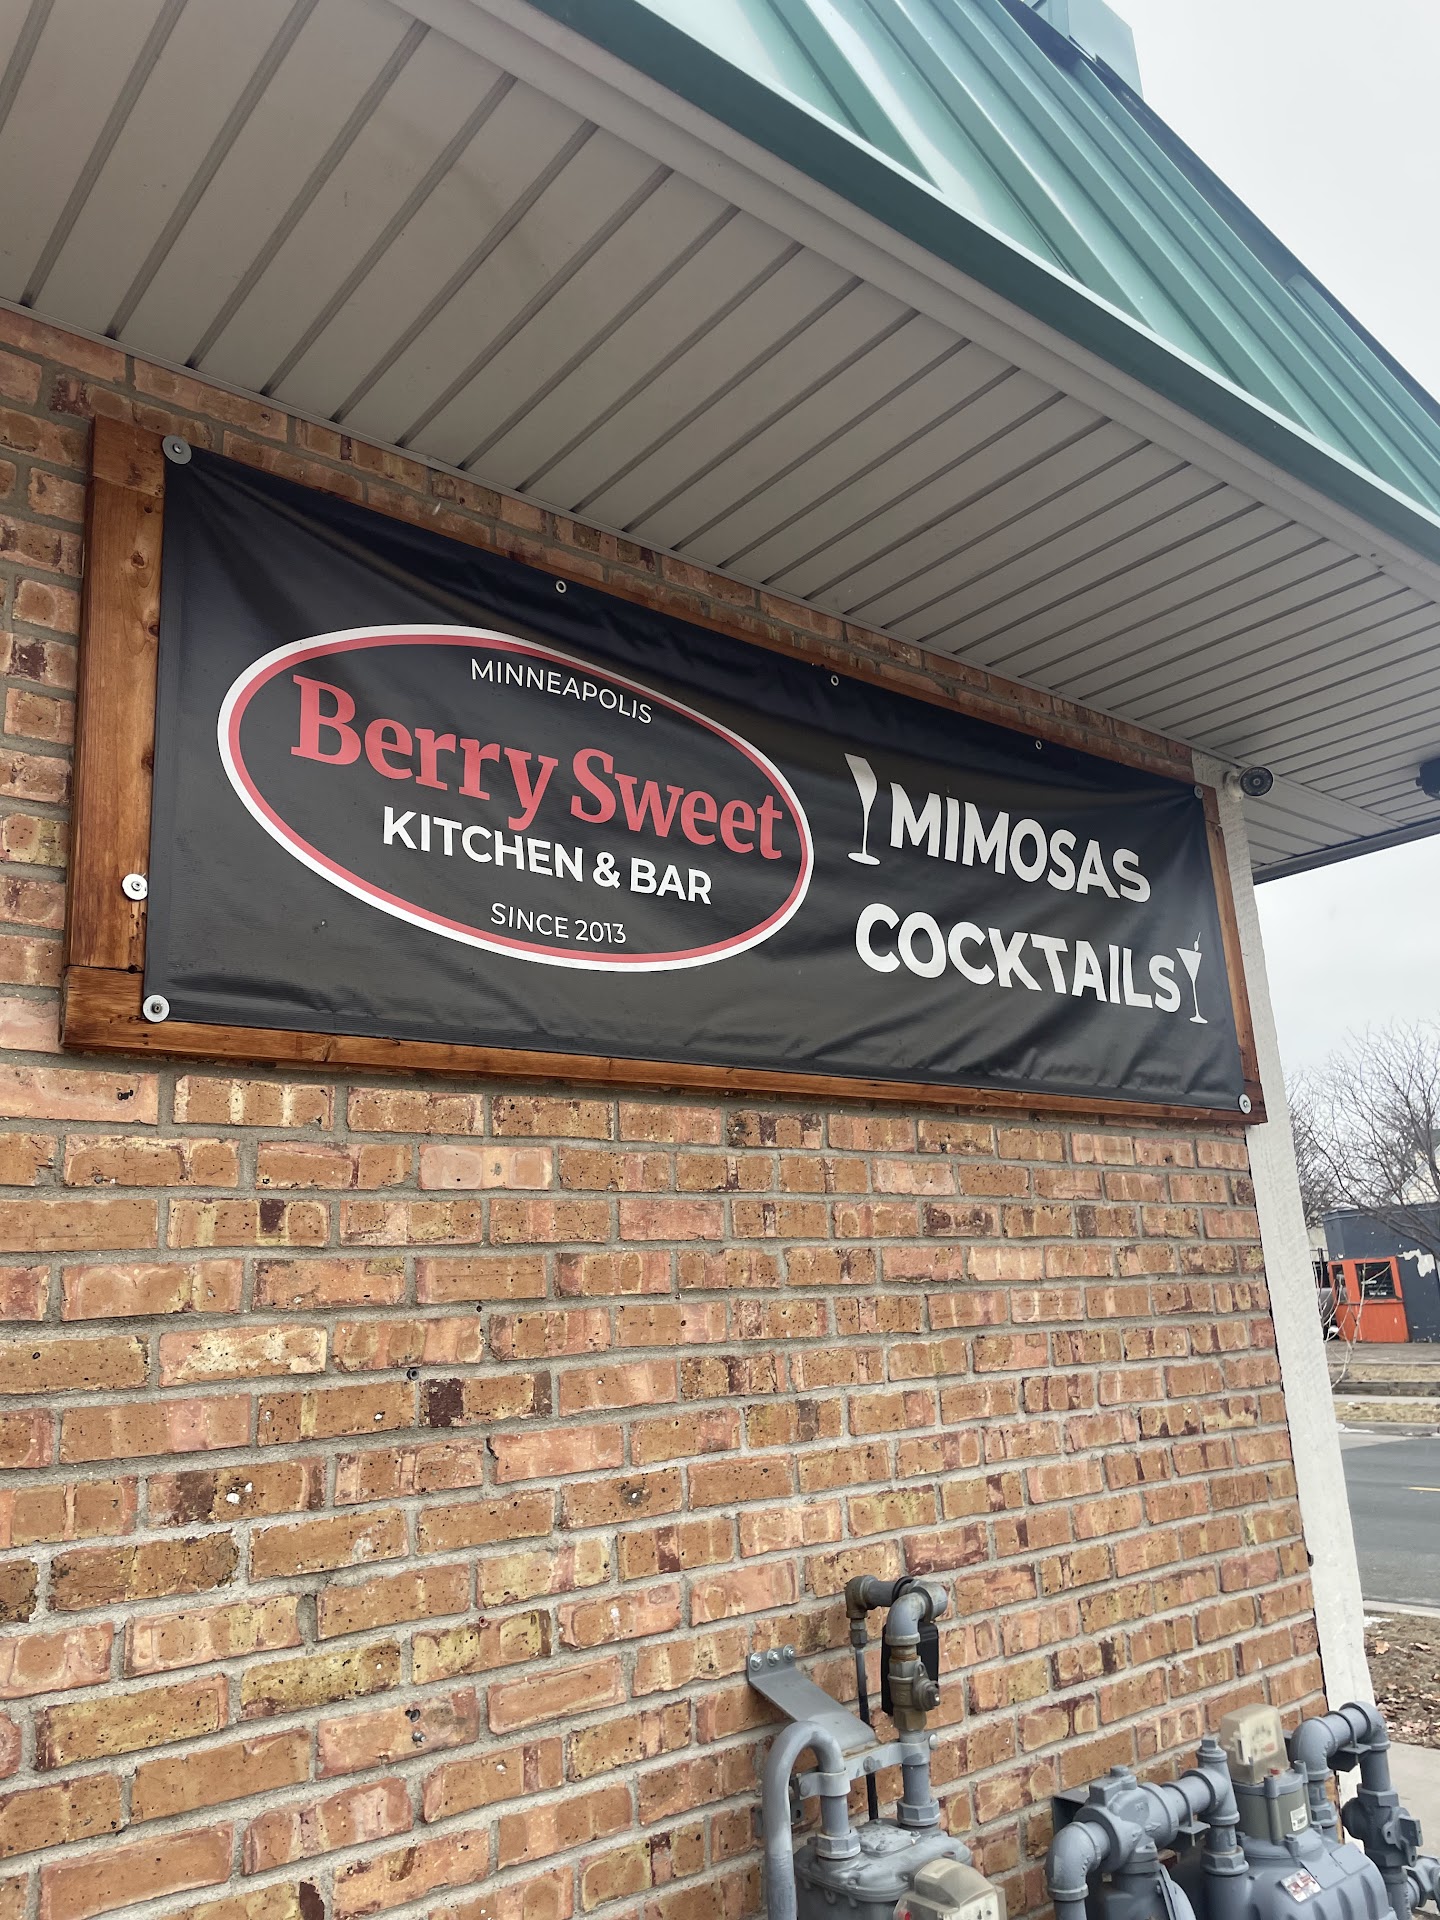 MINNEAPOLIS
Berry Sweet
KITCHEN & BAR
SINCE 2013
MIMOSAS
COCKTAILS